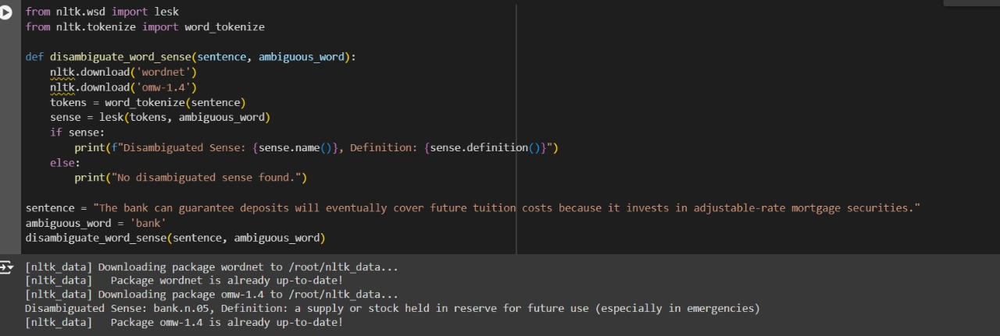 from nltk.wsd import lesk
from nltk.tokenize import word_tokenize

def disambiguate_word_sense(sentence, ambiguous_word):
    nltk.download('wordnet')
    nltk.download('omw-1.4')
    tokens = word_tokenize(sentence)
    sense = lesk(tokens, ambiguous_word)
    if sense:
        print(f"Disambiguated Sense: {sense.name()}, Definition: {sense.definition()}")
    else:
        print("No disambiguated sense found.")

sentence = "The bank can guarantee deposits will eventually cover future tuition costs because it invests in adjustable-rate mortgage securities."
ambiguous_word = 'bank'
disambiguate_word_sense(sentence, ambiguous_word)
[nltk_data] Downloading package wordnet to /root/nltk_data...
[nltk_data]   Package wordnet is already up-to-date!
[nltk_data] Downloading package omw-1.4 to /root/nltk_data...
Disambiguated Sense: bank.n.05, Definition: a supply or stock held in reserve for future use (especially in emergencies)
[nltk_data]   Package omw-1.4 is already up-to-date!